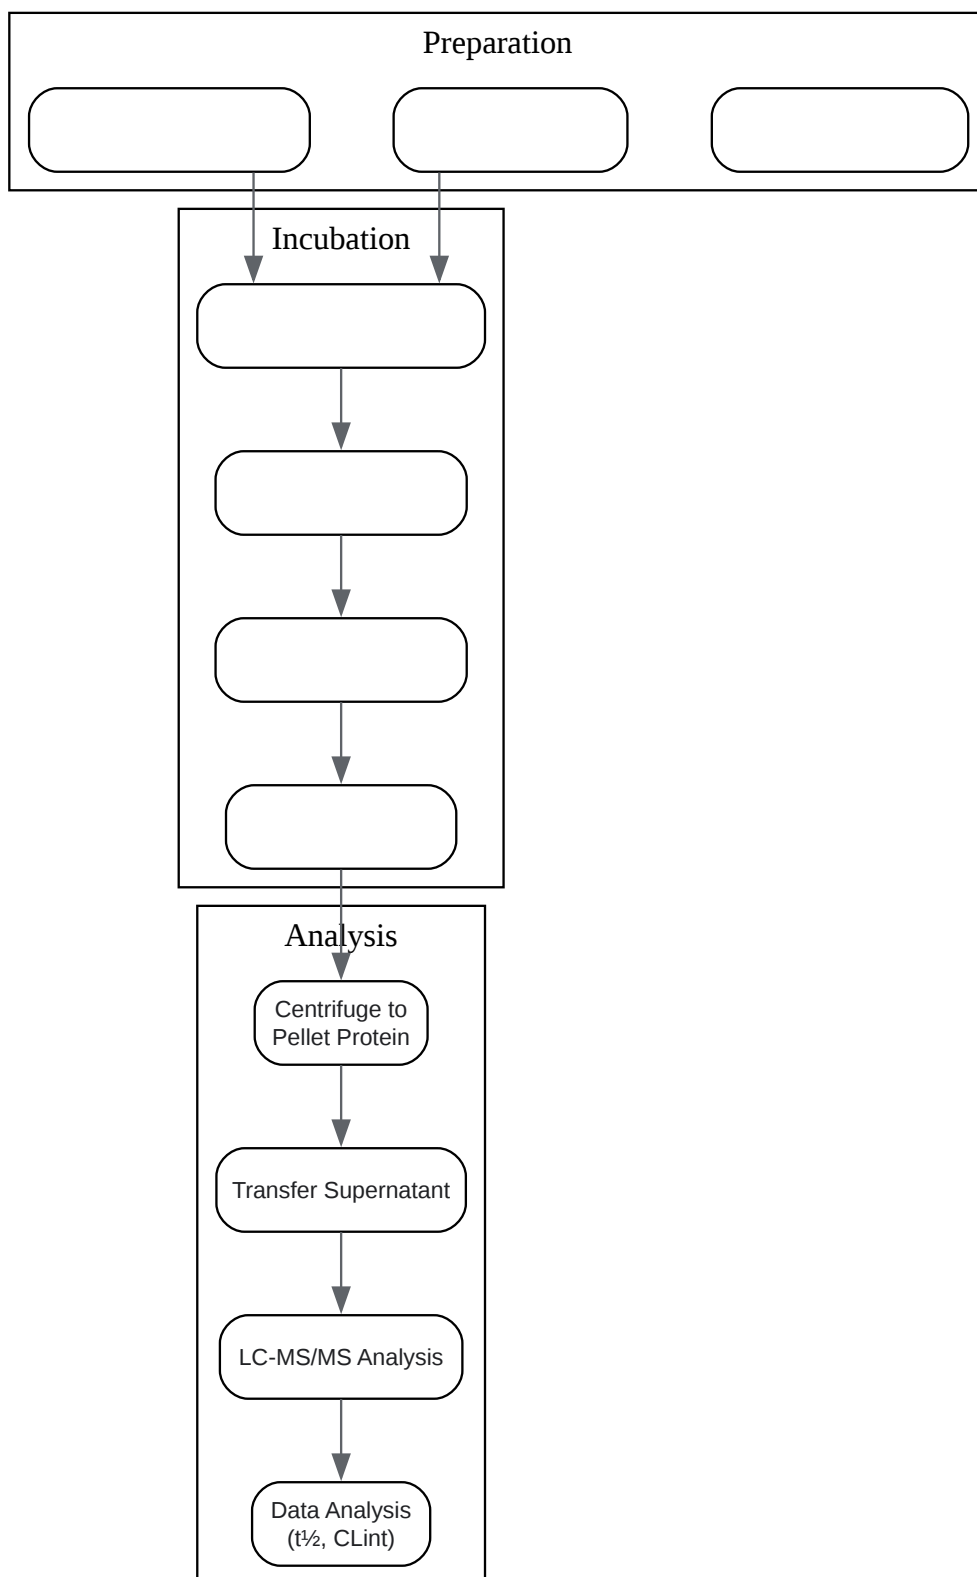 Preparation
Incubation
Analysis
Centrifuge to
Pellet Protein
Transfer Supernatant
LC-MS/MS Analysis
Data Analysis
(t½, CLint)